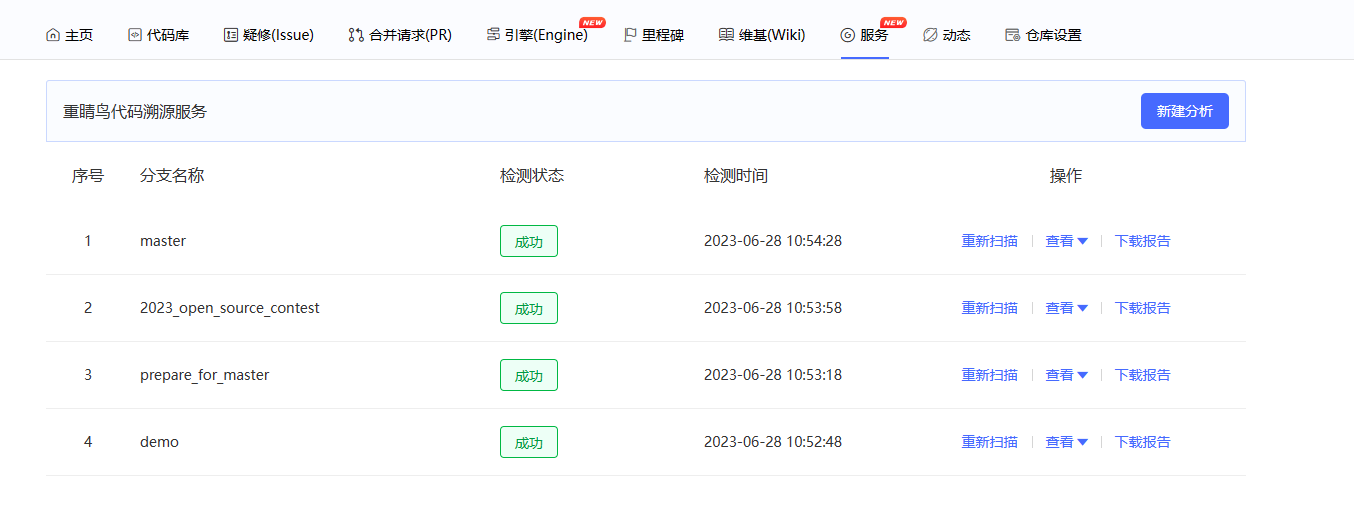 主页 代码库 疑修(Issue) 合并请求(PR) 引擎(Engine) NEW 里程碑 维基(Wiki) 服务 NEW 动态 仓库设置
重睛鸟代码溯源服务 新建分析
序号 分支名称 检测状态 检测时间 操作
1 master 成功 2023-06-28 10:54:28 重新扫描 查看 下载报告
2 2023_open_source_contest 成功 2023-06-28 10:53:58 重新扫描 查看 下载报告
3 prepare_for_master 成功 2023-06-28 10:53:18 重新扫描 查看 下载报告
4 demo 成功 2023-06-28 10:52:48 重新扫描 查看 下载报告